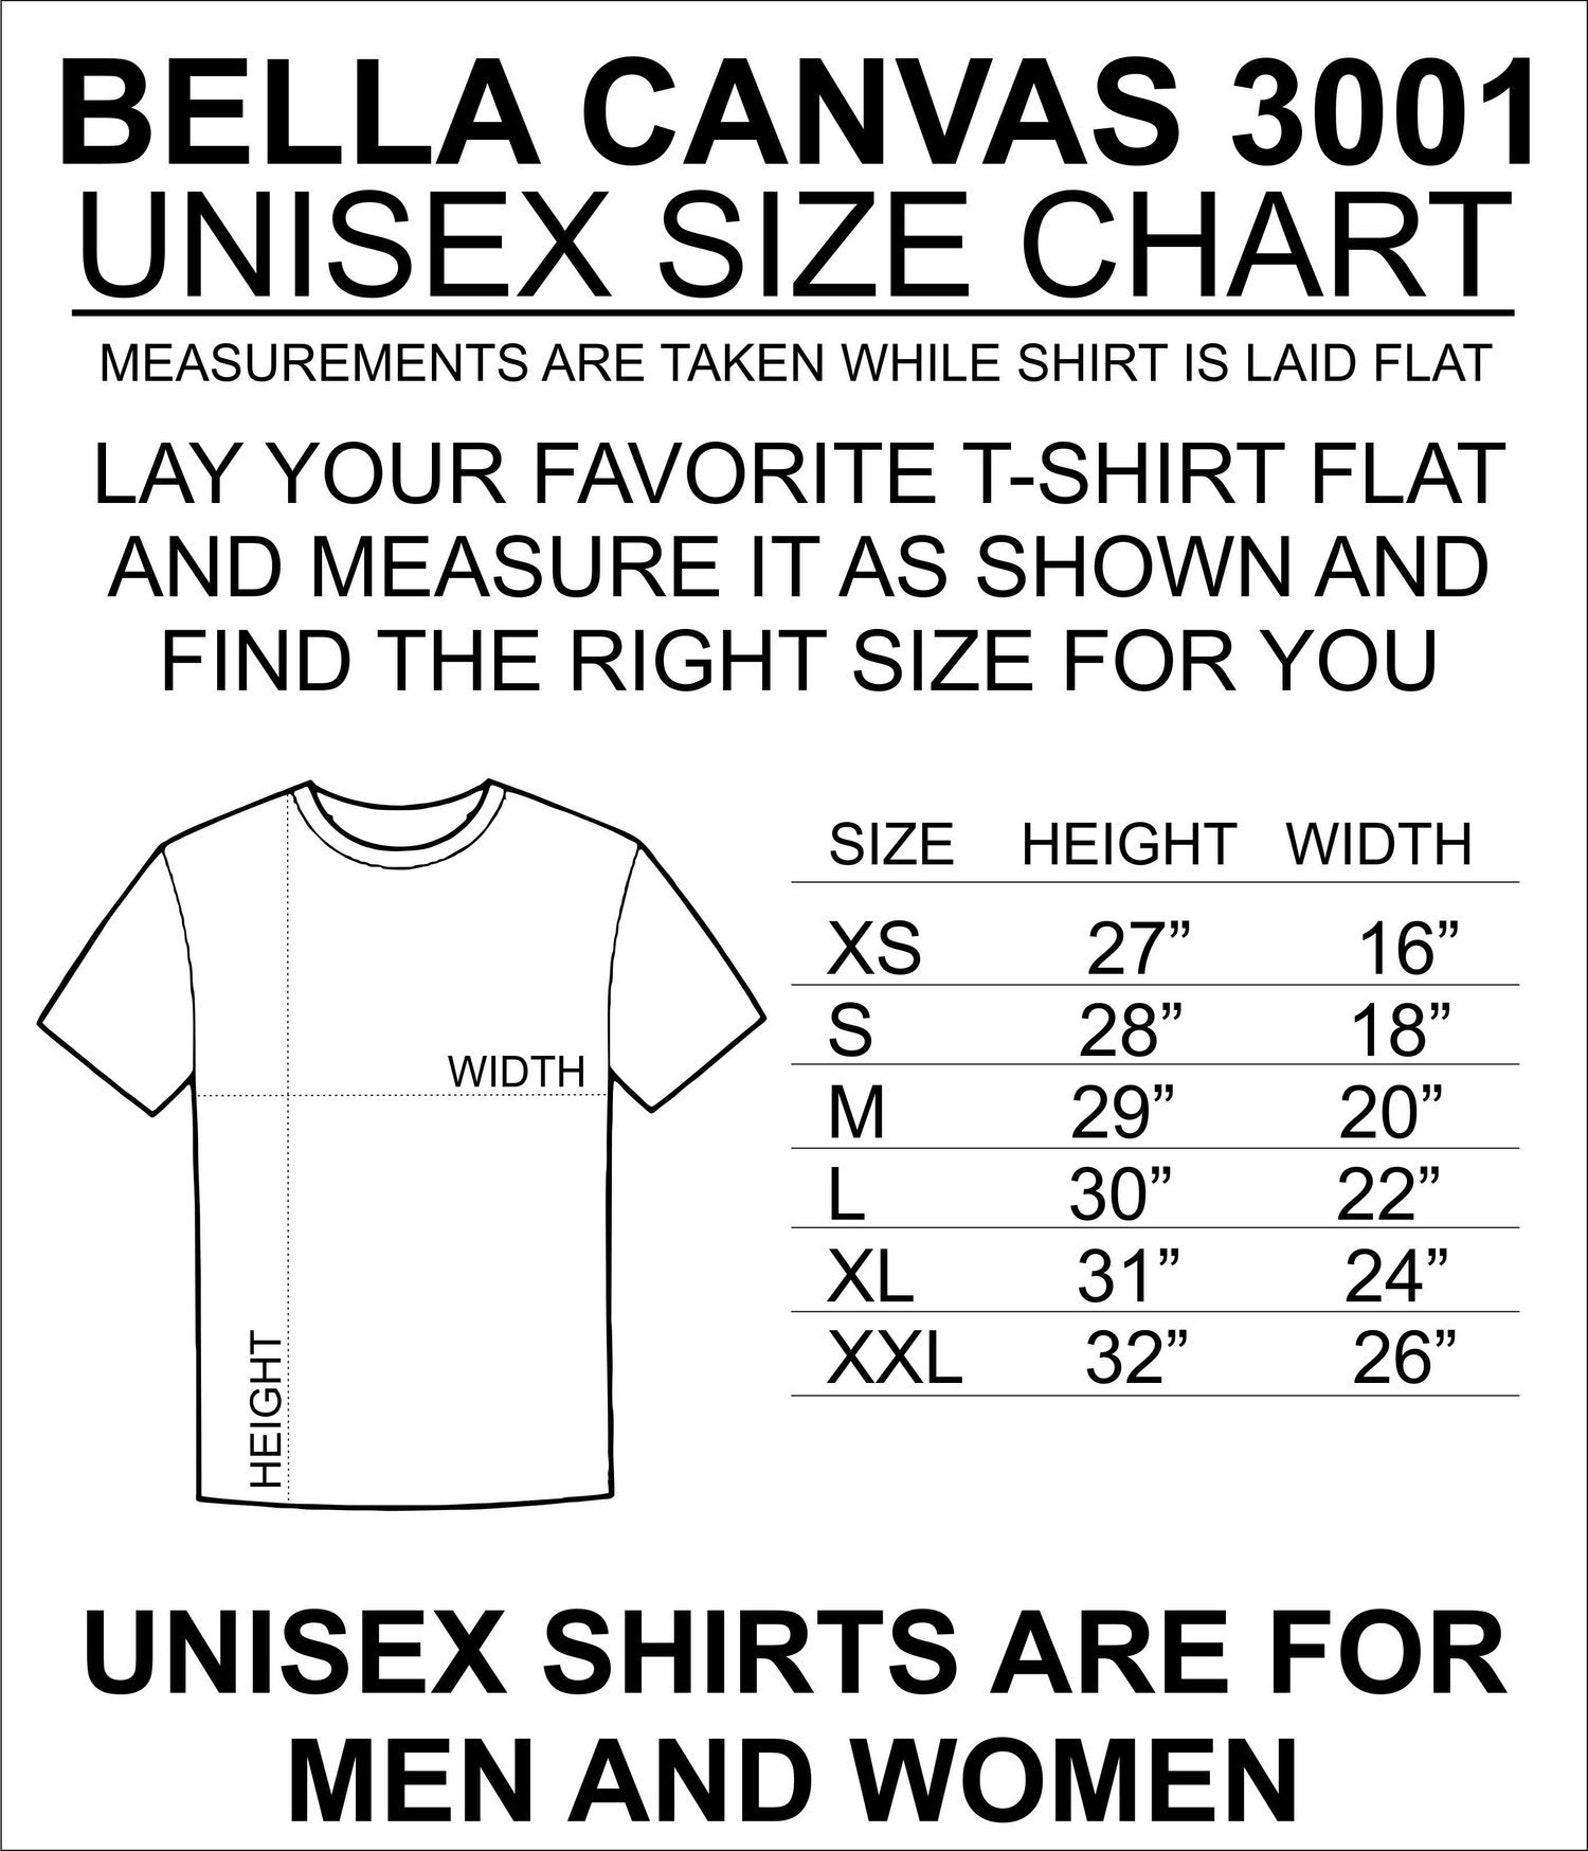 BELLA CANVAS 3001
UNISEX SIZE CHART
MEASUREMENTS ARE TAKEN WHILE SHIRT IS LAID FLAT
LAY YOUR FAVORITE T-SHIRT FLAT
AND MEASURE IT AS SHOWN AND
FIND THE RIGHT SIZE FOR YOU
WIDTH
HEIGHT
SIZE HEIGHT WIDTH
XS 27” 16”
S 28” 18”
M 29” 20”
L 30” 22”
XL 31” 24”
XXL 32” 26”
UNISEX SHIRTS ARE FOR
MEN AND WOMEN